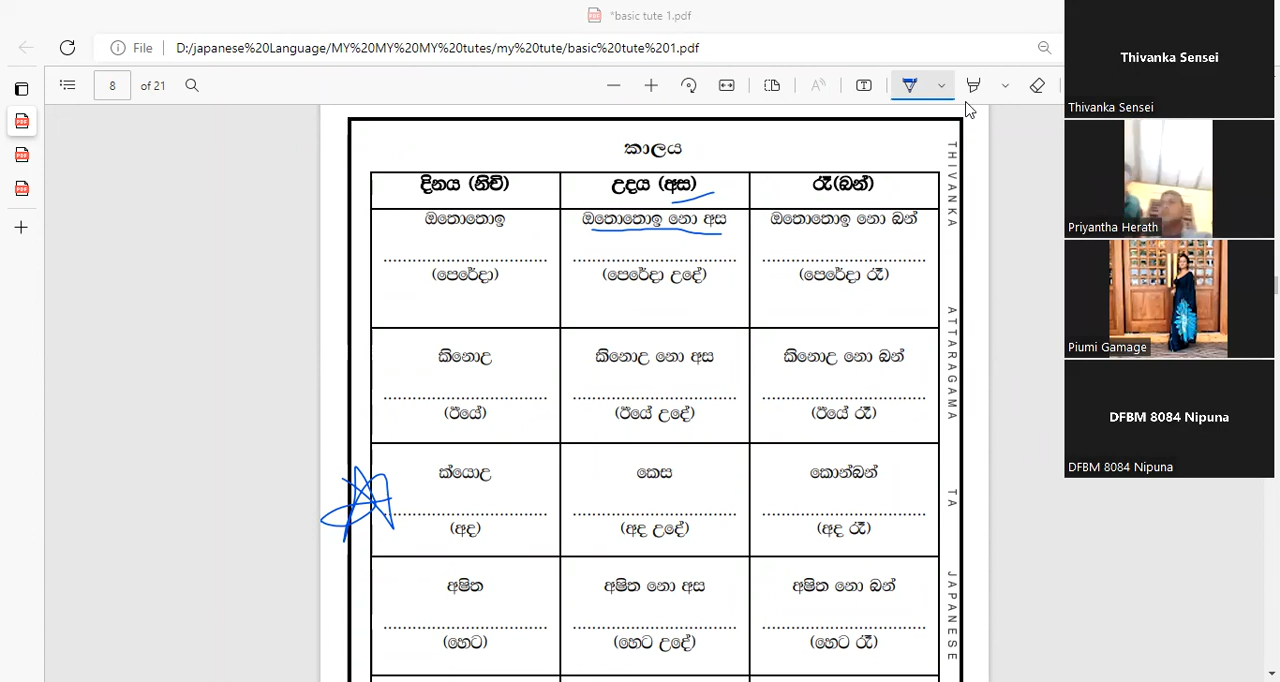 *basic tute 1.pdf
File D:/japanese%20Language/MY%20MY%20MY%20tutes/my%20tute/basic%20tute%201.pdf
8 of 21
කාලය
දිනය (නිචි) උදය (අස) රෑ(බන්)
ඔතොතොඉ ඔතොතොඉ නො අස ඔතොතොඉ නො බන්
(පෙරේදා) (පෙරේදා උදේ) (පෙරේදා රෑ)
කිනොඋ කිනොඋ නො අස කිනොඋ නො බන්
(ඊයේ) (ඊයේ උදේ) (ඊයේ රෑ)
ක්යොඋ කෙස කොන්බන්
(අද) (අද උදේ) (අද රෑ)
අෂිත අෂිත නො අස අෂිත නො බන්
(හෙට) (හෙට උදේ) (හෙට රෑ)
THIVANKA ATTARAGAMA TA JAPANESE
Thivanka Sensei
Thivanka Sensei
Priyantha Herath
Piumi Gamage
DFBM 8084 Nipuna
DFBM 8084 Nipuna